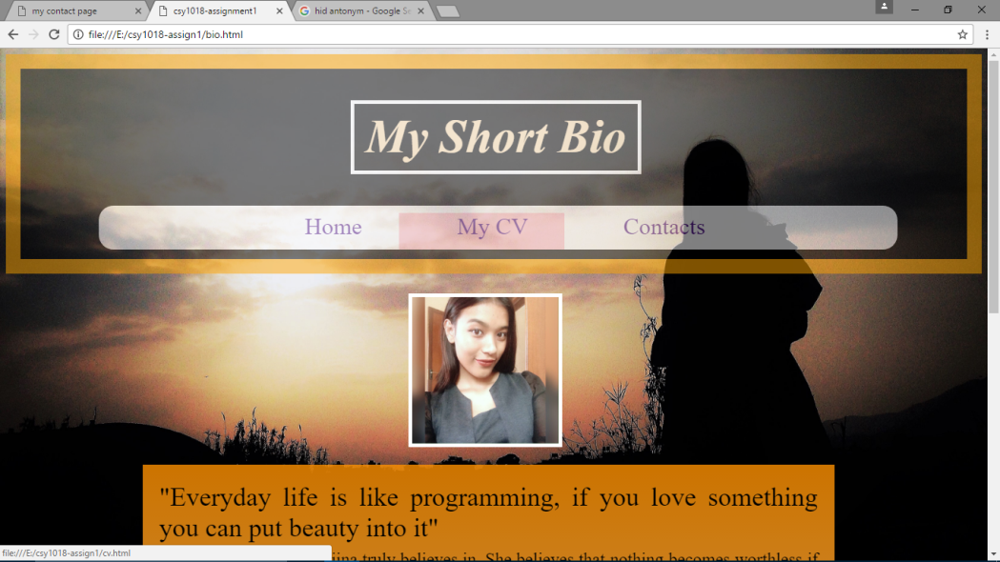 my contact page
csy1018-assignment1
hid antonym - Google Se
file:///E:/csy1018-assign1/bio.html
My Short Bio
Home My CV Contacts
"Everyday life is like programming, if you love something
you can put beauty into it"
truly believes in. She believes that nothing becomes worthless if
file:///E:/csy1018-assign1/cv.html